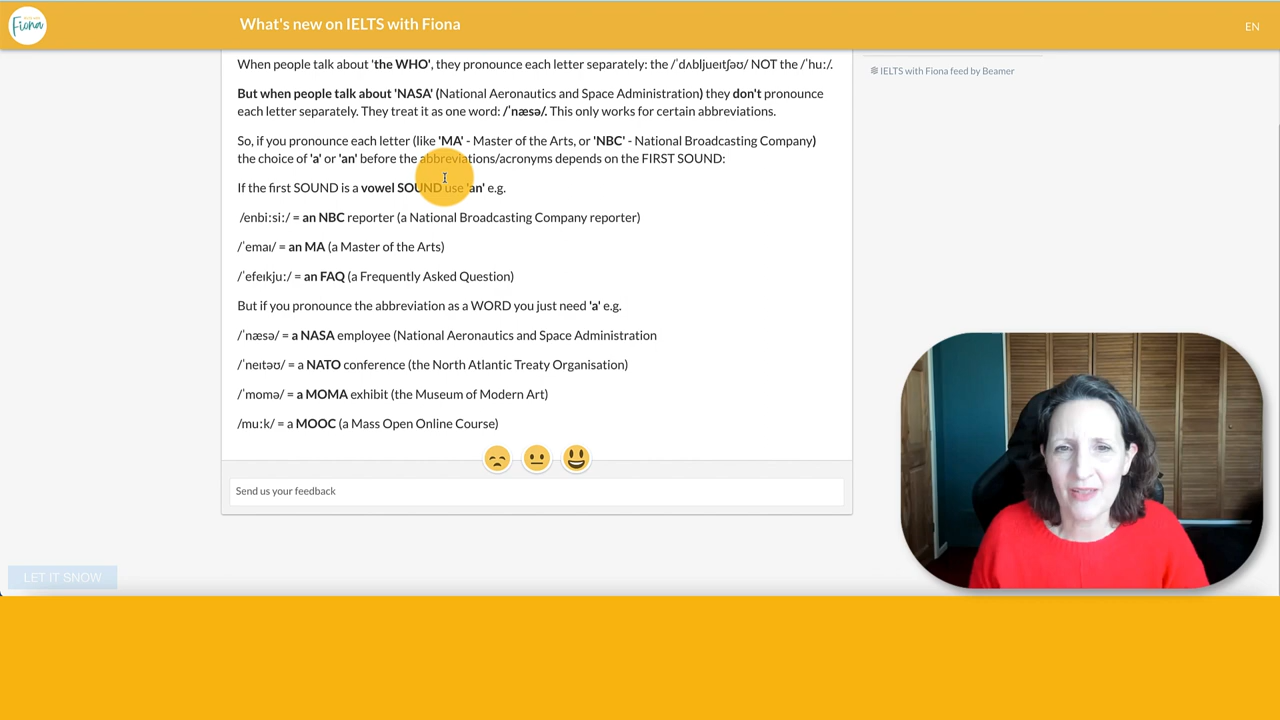 Fiona
What's new on IELTS with Fiona
EN
When people talk about 'the WHO', they pronounce each letter separately: the /ˈdʌbljueɪtʃəʊ/ NOT the /ˈhuː/.
IELTS with Fiona feed by Beamer
But when people talk about 'NASA' (National Aeronautics and Space Administration) they don't pronounce
each letter separately. They treat it as one word: /ˈnæsə/. This only works for certain abbreviations.
So, if you pronounce each letter (like 'MA' - Master of the Arts, or 'NBC' - National Broadcasting Company)
the choice of 'a' or 'an' before the abbreviations/acronyms depends on the FIRST SOUND:
If the first SOUND is a vowel SOUND use 'an' e.g.
/enbiːsiː/ = an NBC reporter (a National Broadcasting Company reporter)
/ˈemaɪ/ = an MA (a Master of the Arts)
/ˈefeɪkjuː/ = an FAQ (a Frequently Asked Question)
But if you pronounce the abbreviation as a WORD you just need 'a' e.g.
/ˈnæsə/ = a NASA employee (National Aeronautics and Space Administration
/ˈneɪtəʊ/ = a NATO conference (the North Atlantic Treaty Organisation)
/ˈmɒmə/ = a MOMA exhibit (the Museum of Modern Art)
/muːk/ = a MOOC (a Mass Open Online Course)
Send us your feedback
LET IT SNOW